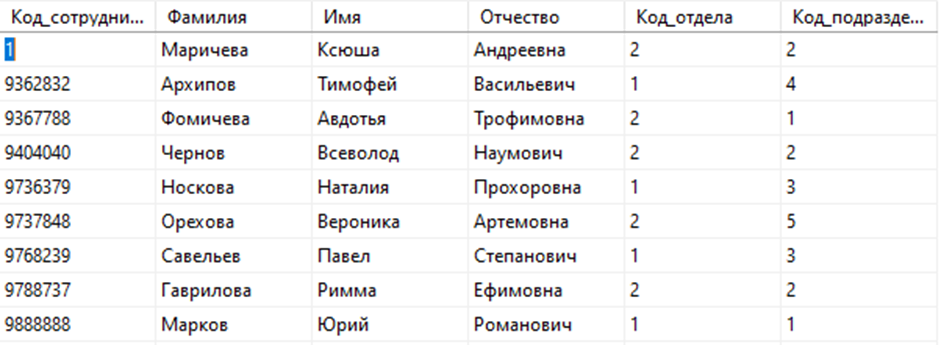 Код_сотрудни... Фамилия Имя Отчество Код_отдела Код_подразде...
1 Маричева Ксюша Андреевна 2 2
9362832 Архипов Тимофей Васильевич 1 4
9367788 Фомичева Авдотья Трофимовна 2 1
9404040 Чернов Всеволод Наумович 2 2
9736379 Носкова Наталия Прохоровна 1 3
9737848 Орехова Вероника Артемовна 2 5
9768239 Савельев Павел Степанович 1 3
9788737 Гаврилова Римма Ефимовна 2 2
9888888 Марков Юрий Романович 1 1